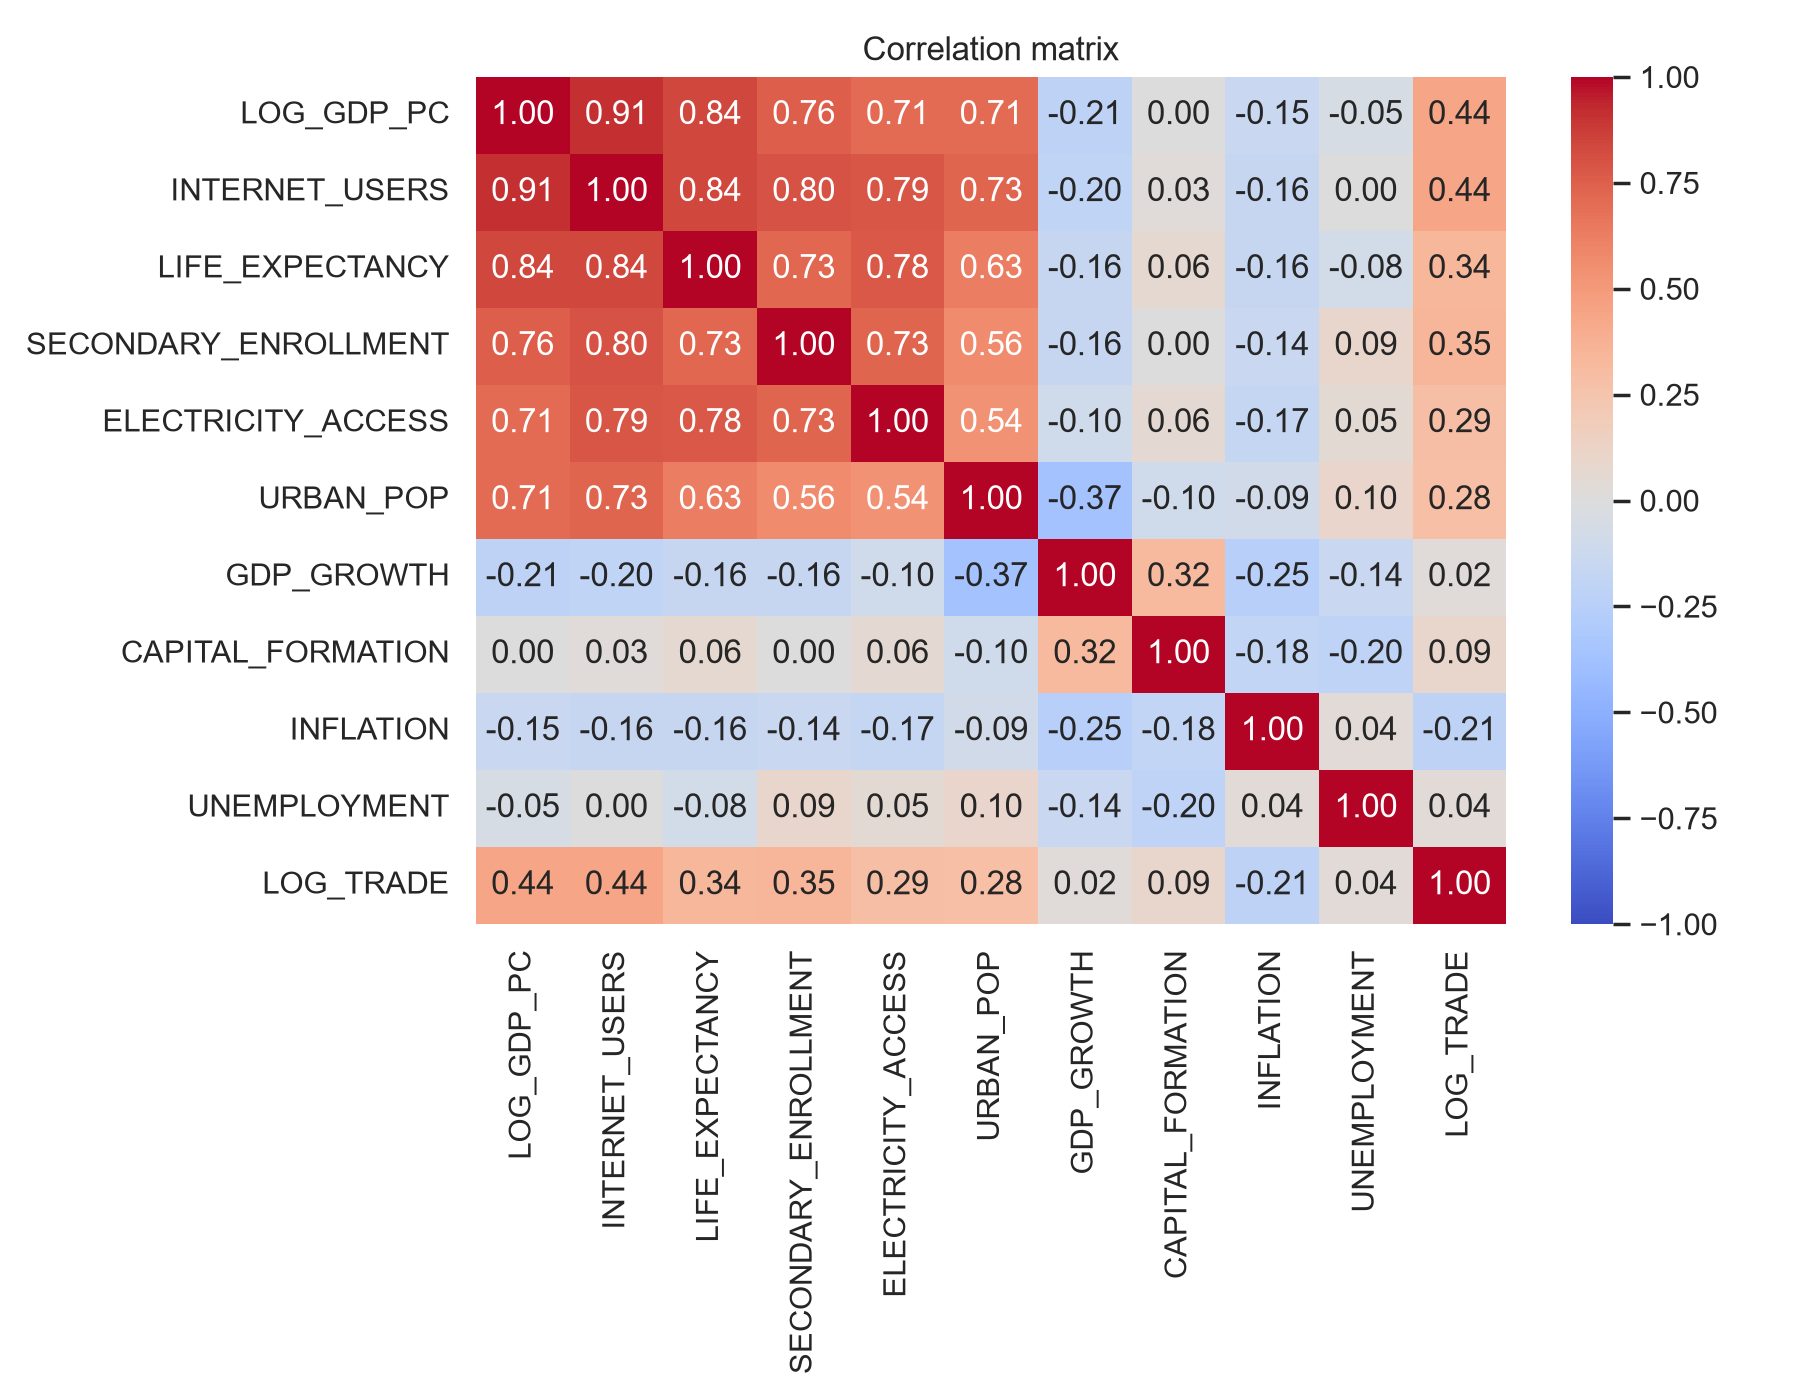 Correlation matrix
LOG_GDP_PC 1.00 0.91 0.84 0.76 0.71 0.71 -0.21 0.00 -0.15 -0.05 0.44
INTERNET_USERS 0.91 1.00 0.84 0.80 0.79 0.73 -0.20 0.03 -0.16 0.00 0.44
LIFE_EXPECTANCY 0.84 0.84 1.00 0.73 0.78 0.63 -0.16 0.06 -0.16 -0.08 0.34
SECONDARY_ENROLLMENT 0.76 0.80 0.73 1.00 0.73 0.56 -0.16 0.00 -0.14 0.09 0.35
ELECTRICITY_ACCESS 0.71 0.79 0.78 0.73 1.00 0.54 -0.10 0.06 -0.17 0.05 0.29
URBAN_POP 0.71 0.73 0.63 0.56 0.54 1.00 -0.37 -0.10 -0.09 0.10 0.28
GDP_GROWTH -0.21 -0.20 -0.16 -0.16 -0.10 -0.37 1.00 0.32 -0.25 -0.14 0.02
CAPITAL_FORMATION 0.00 0.03 0.06 0.00 0.06 -0.10 0.32 1.00 -0.18 -0.20 0.09
INFLATION -0.15 -0.16 -0.16 -0.14 -0.17 -0.09 -0.25 -0.18 1.00 0.04 -0.21
UNEMPLOYMENT -0.05 0.00 -0.08 0.09 0.05 0.10 -0.14 -0.20 0.04 1.00 0.04
LOG_TRADE 0.44 0.44 0.34 0.35 0.29 0.28 0.02 0.09 -0.21 0.04 1.00
LOG_GDP_PC
INTERNET_USERS
LIFE_EXPECTANCY
SECONDARY_ENROLLMENT
ELECTRICITY_ACCESS
URBAN_POP
GDP_GROWTH
CAPITAL_FORMATION
INFLATION
UNEMPLOYMENT
LOG_TRADE
1.00
0.75
0.50
0.25
0.00
−0.25
−0.50
−0.75
−1.00